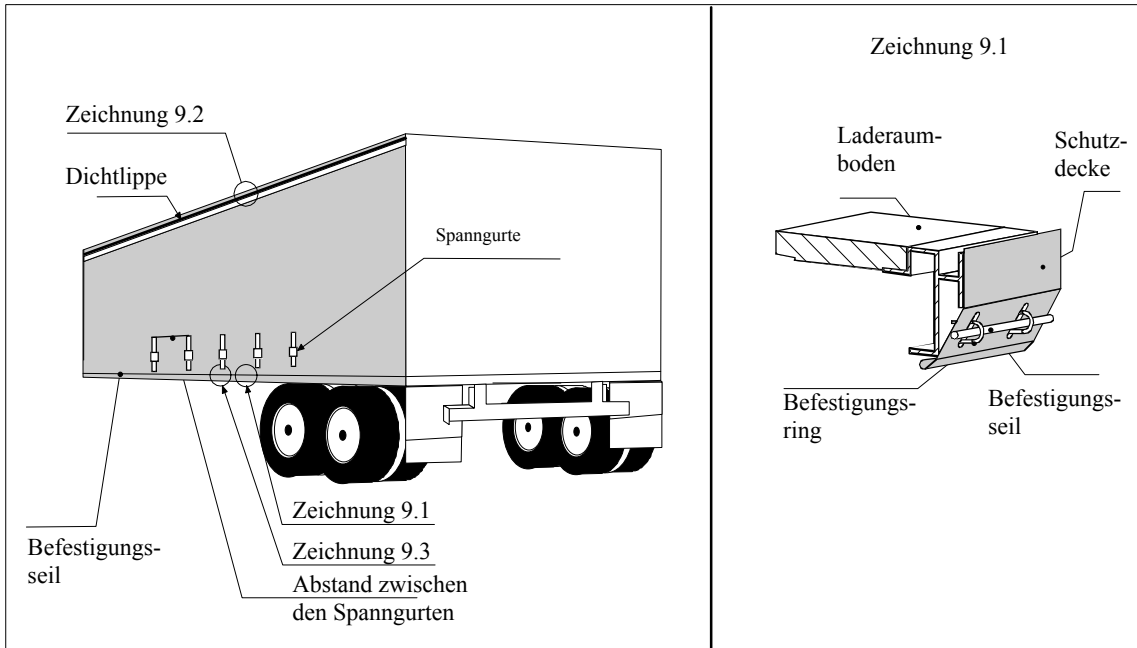 Zeichnung 9.2
Dichtlippe
Spanngurte
Befestigungs-
seil
Zeichnung 9.1
Zeichnung 9.3
Abstand zwischen
den Spanngurten
Zeichnung 9.1
Laderaum-
boden
Schutz-
decke
Befestigungs-
ring
Befestigungs-
seil